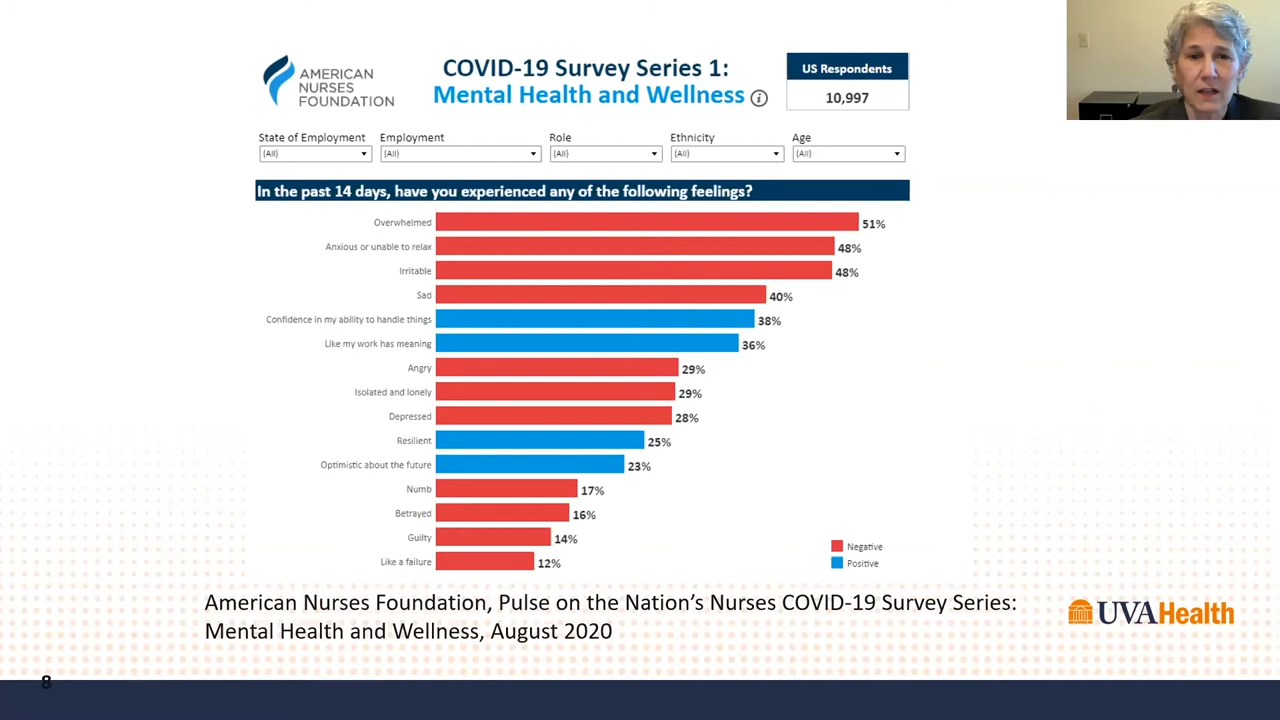 AMERICAN
NURSES
FOUNDATION
COVID-19 Survey Series 1:
Mental Health and Wellness i
US Respondents
10,997
State of Employment
(All)
Employment
(All)
Role
(All)
Ethnicity
(All)
Age
(All)
In the past 14 days, have you experienced any of the following feelings?
Overwhelmed 51%
Anxious or unable to relax 48%
Irritable 48%
Sad 40%
Confidence in my ability to handle things 38%
Like my work has meaning 36%
Angry 29%
Isolated and lonely 29%
Depressed 28%
Resilient 25%
Optimistic about the future 23%
Numb 17%
Betrayed 16%
Guilty 14%
Like a failure 12%
Negative
Positive
American Nurses Foundation, Pulse on the Nation’s Nurses COVID-19 Survey Series:
Mental Health and Wellness, August 2020
UVAHealth
8